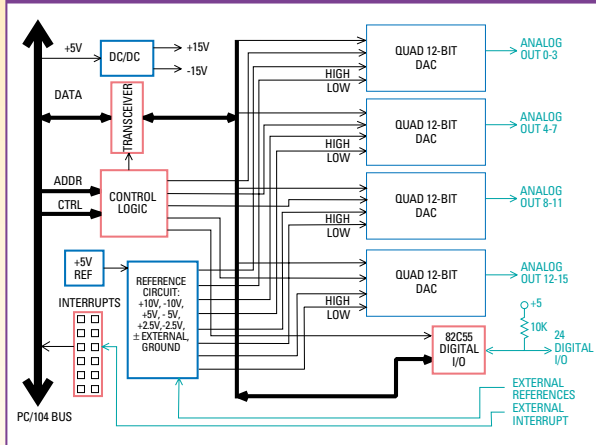 +5V
DC/DC
+15V
-15V
DATA
TRANSCEIVER
ADDR
CTRL
CONTROL
LOGIC
+5V
REF
REFERENCE
CIRCUIT:
+10V, -10V,
+5V, - 5V,
+2.5V,-2.5V,
± EXTERNAL,
GROUND
INTERRUPTS
PC/104 BUS
HIGH
LOW
QUAD 12-BIT
DAC
ANALOG
OUT 0-3
HIGH
LOW
QUAD 12-BIT
DAC
ANALOG
OUT 4-7
HIGH
LOW
QUAD 12-BIT
DAC
ANALOG
OUT 8-11
HIGH
LOW
QUAD 12-BIT
DAC
ANALOG
OUT 12-15
82C55
DIGITAL
I/O
+5
10K
24
DIGITAL
I/O
EXTERNAL
REFERENCES
EXTERNAL
INTERRUPT